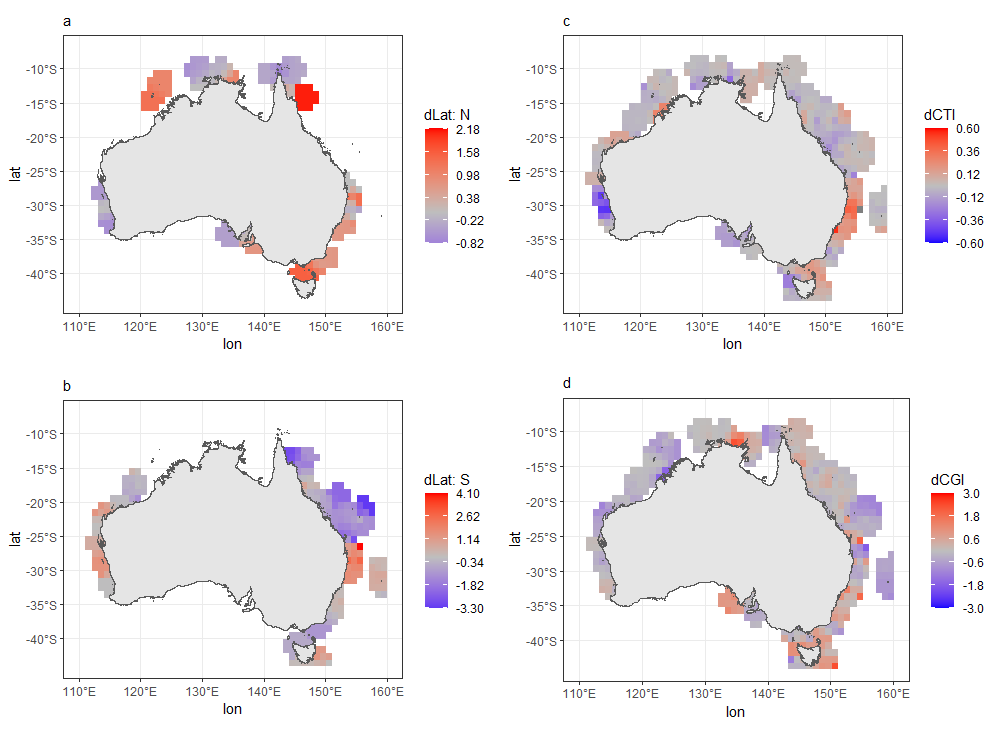 a
-10°S
-15°S
-20°S
-25°S
-30°S
-35°S
-40°S
lat
110°E 120°E 130°E 140°E 150°E 160°E
lon
dLat: N
2.18
1.58
0.98
0.38
-0.22
-0.82
c
-10°S
-15°S
-20°S
-25°S
-30°S
-35°S
-40°S
lat
110°E 120°E 130°E 140°E 150°E 160°E
lon
dCTI
0.60
0.36
0.12
-0.12
-0.36
-0.60
b
-10°S
-15°S
-20°S
-25°S
-30°S
-35°S
-40°S
lat
110°E 120°E 130°E 140°E 150°E 160°E
lon
dLat: S
4.10
2.62
1.14
-0.34
-1.82
-3.30
d
-10°S
-15°S
-20°S
-25°S
-30°S
-35°S
-40°S
lat
110°E 120°E 130°E 140°E 150°E 160°E
lon
dCGI
3.0
1.8
0.6
-0.6
-1.8
-3.0